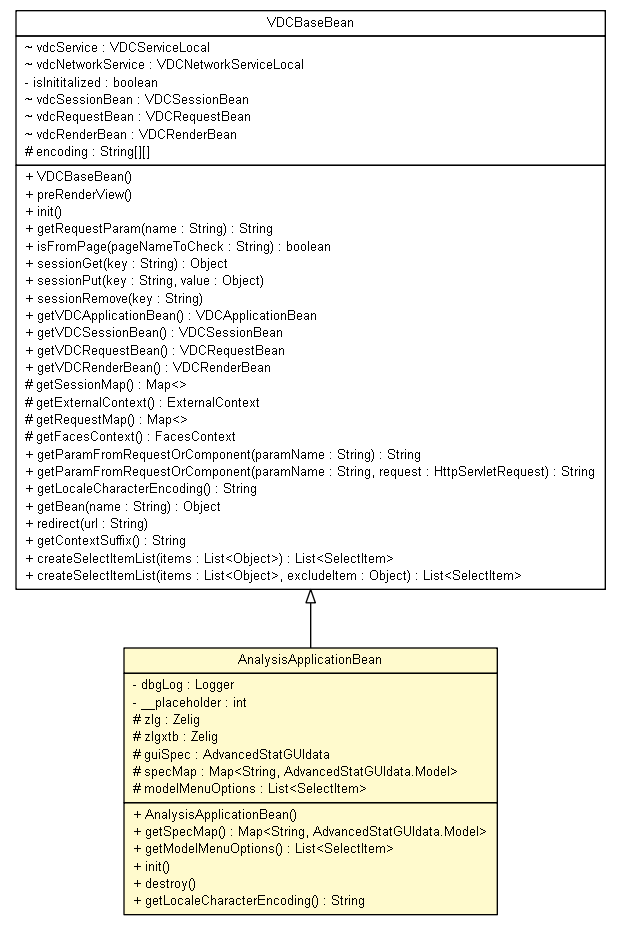 VDCBaseBean
~ vdcService : VDCServiceLocal
~ vdcNetworkService : VDCNetworkServiceLocal
- isInititalized : boolean
~ vdcSessionBean : VDCSessionBean
~ vdcRequestBean : VDCRequestBean
~ vdcRenderBean : VDCRenderBean
# encoding : String[][]
+ VDCBaseBean()
+ preRenderView()
+ init()
+ getRequestParam(name : String) : String
+ isFromPage(pageNameToCheck : String) : boolean
+ sessionGet(key : String) : Object
+ sessionPut(key : String, value : Object)
+ sessionRemove(key : String)
+ getVDCApplicationBean() : VDCApplicationBean
+ getVDCSessionBean() : VDCSessionBean
+ getVDCRequestBean() : VDCRequestBean
+ getVDCRenderBean() : VDCRenderBean
# getSessionMap() : Map<>
# getExternalContext() : ExternalContext
# getRequestMap() : Map<>
# getFacesContext() : FacesContext
+ getParamFromRequestOrComponent(paramName : String) : String
+ getParamFromRequestOrComponent(paramName : String, request : HttpServletRequest) : String
+ getLocaleCharacterEncoding() : String
+ getBean(name : String) : Object
+ redirect(url : String)
+ getContextSuffix() : String
+ createSelectItemList(items : List<Object>) : List<SelectItem>
+ createSelectItemList(items : List<Object>, excludeItem : Object) : List<SelectItem>
AnalysisApplicationBean
- dbgLog : Logger
- __placeholder : int
# zlg : Zelig
# zlgxtb : Zelig
# guiSpec : AdvancedStatGUIdata
# specMap : Map<String, AdvancedStatGUIdata.Model>
# modelMenuOptions : List<SelectItem>
+ AnalysisApplicationBean()
+ getSpecMap() : Map<String, AdvancedStatGUIdata.Model>
+ getModelMenuOptions() : List<SelectItem>
+ init()
+ destroy()
+ getLocaleCharacterEncoding() : String